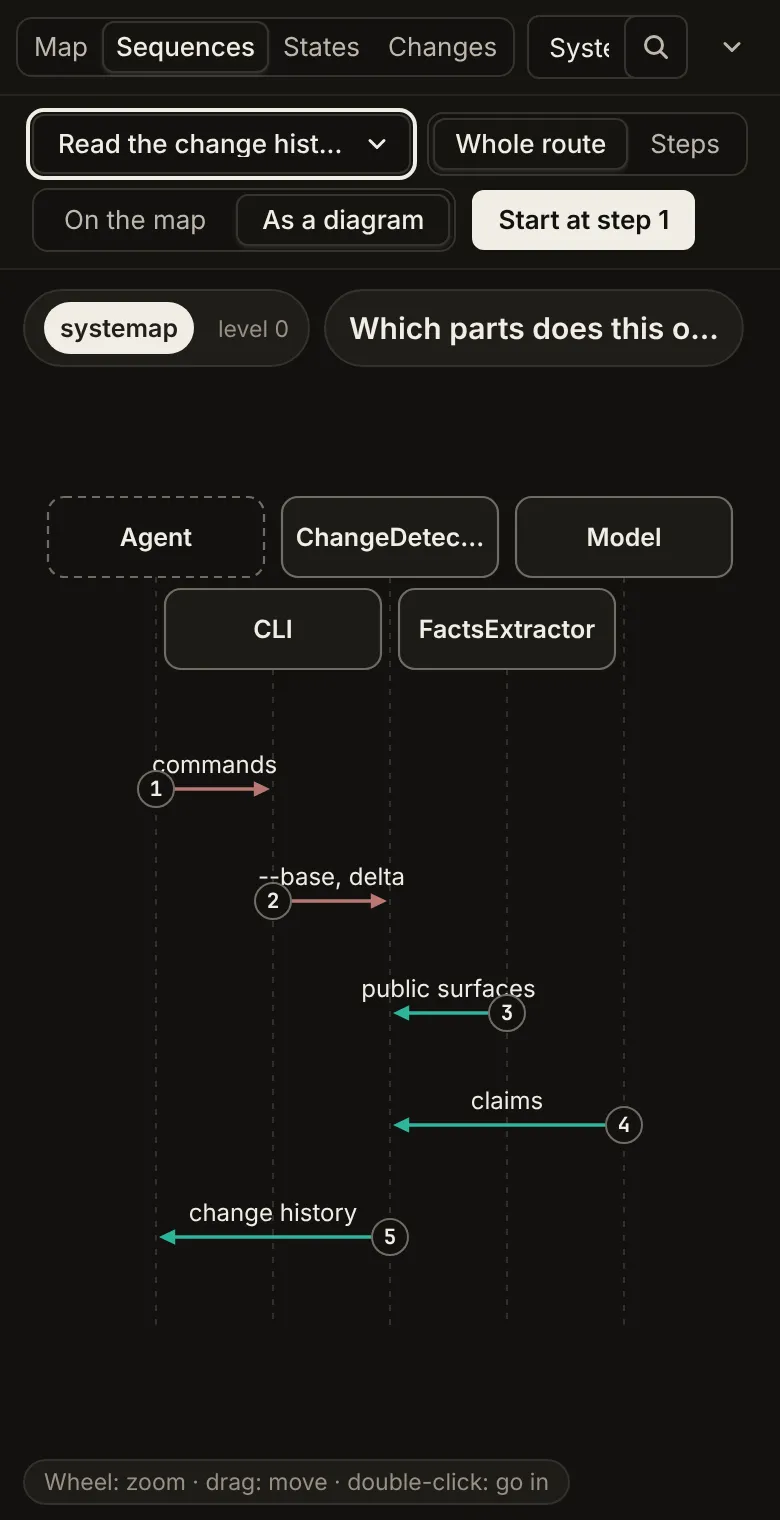 Map Sequences States Changes Syste
Read the change hist... Whole route Steps
On the map As a diagram Start at step 1
systemap level 0 Which parts does this o...
Agent ChangeDetec... Model
CLI FactsExtractor
commands
1
--base, delta
2
public surfaces
3
claims
4
change history
5
Wheel: zoom · drag: move · double-click: go in